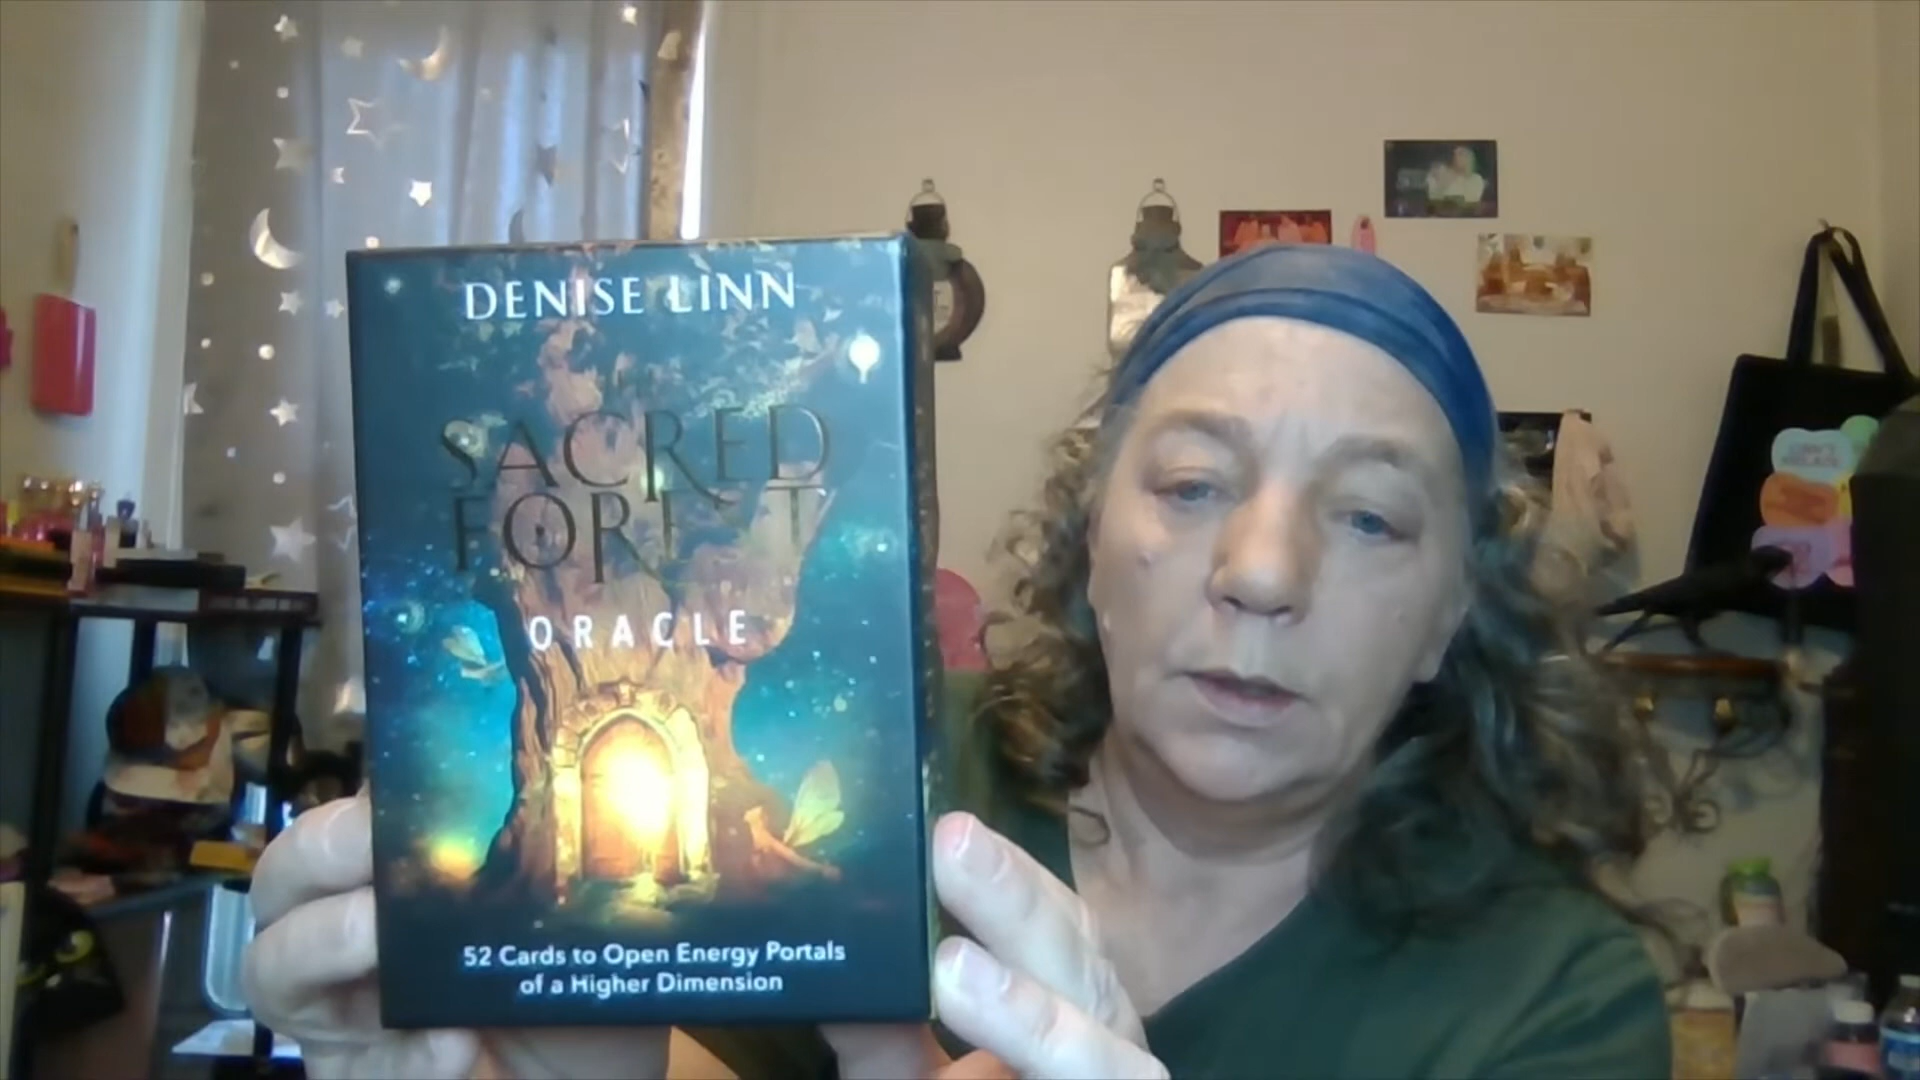 DENISE LINN
SACRED
FOREST
ORACLE
52 Cards to Open Energy Portals
of a Higher Dimension